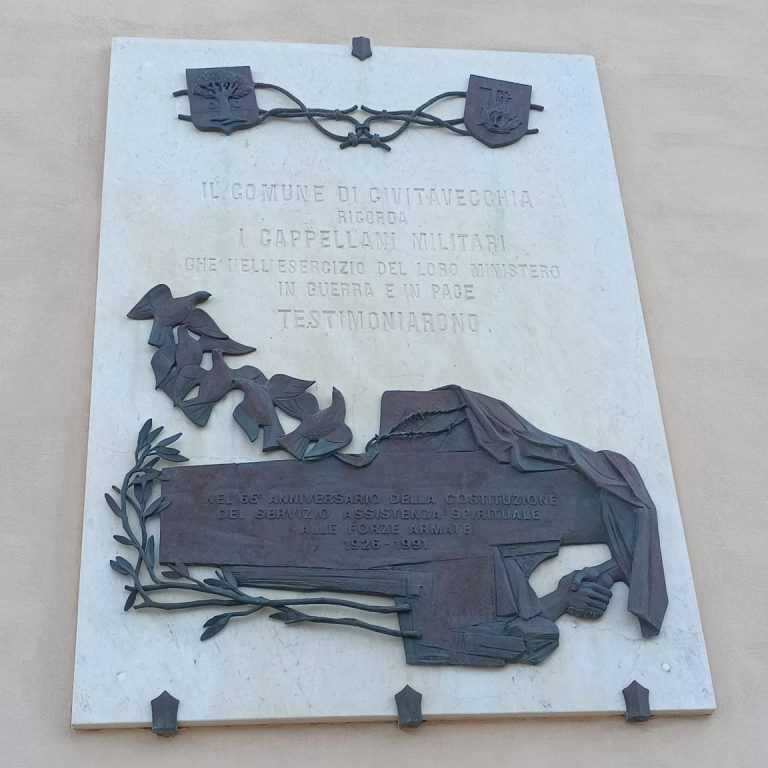 IL COMUNE DI CIVITAVECCHIA
RICORDA
I CAPPELLANI MILITARI
CHE NELL'ESERCIZIO DEL LORO MINISTERO
IN GUERRA E IN PACE
TESTIMONIARONO
NEL 65° ANNIVERSARIO DELLA COSTITUZIONE
DEL SERVIZIO ASSISTENZA SPIRITUALE
ALLE FORZE ARMATE
1926-1991